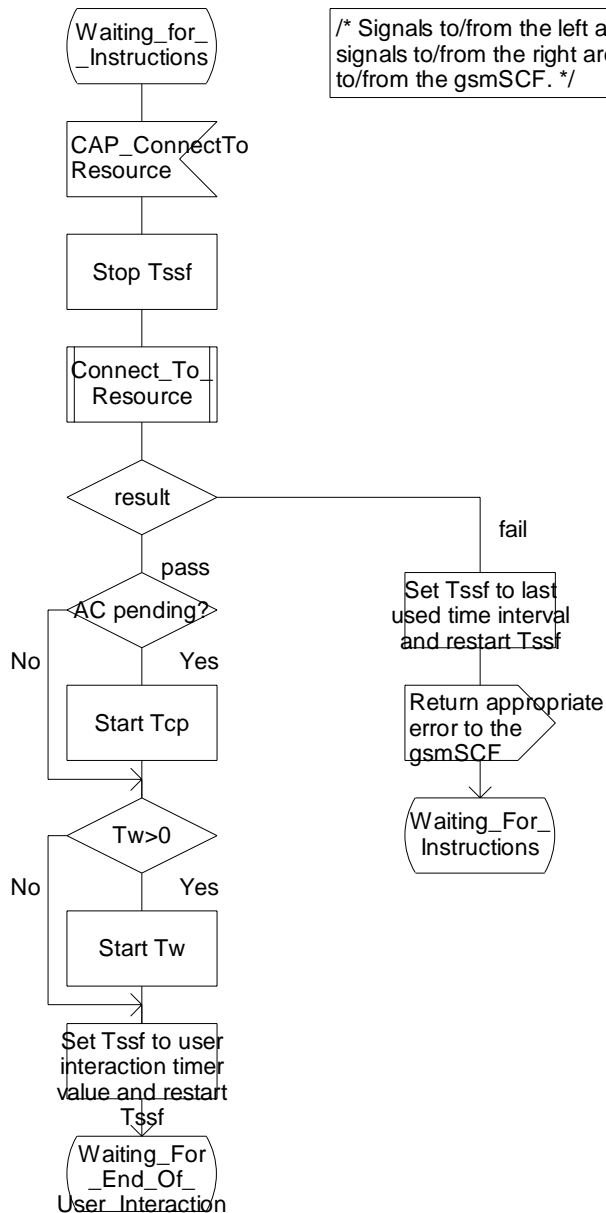 Waiting_for_
_Instructions
/* Signals to/from the left a
signals to/from the right are
to/from the gsmSCF. */
CAP_ConnectTo
Resource
Stop Tssf
Connect_To_
Resource
result
fail
pass
AC pending?
Set Tssf to last
used time interval
and restart Tssf
No
Yes
Start Tcp
Return appropriate
error to the
gsmSCF
Tw>0
Waiting_For_
Instructions
No
Yes
Start Tw
Set Tssf to user
interaction timer
value and restart
Tssf
Waiting_For
_End_Of_
User_Interaction